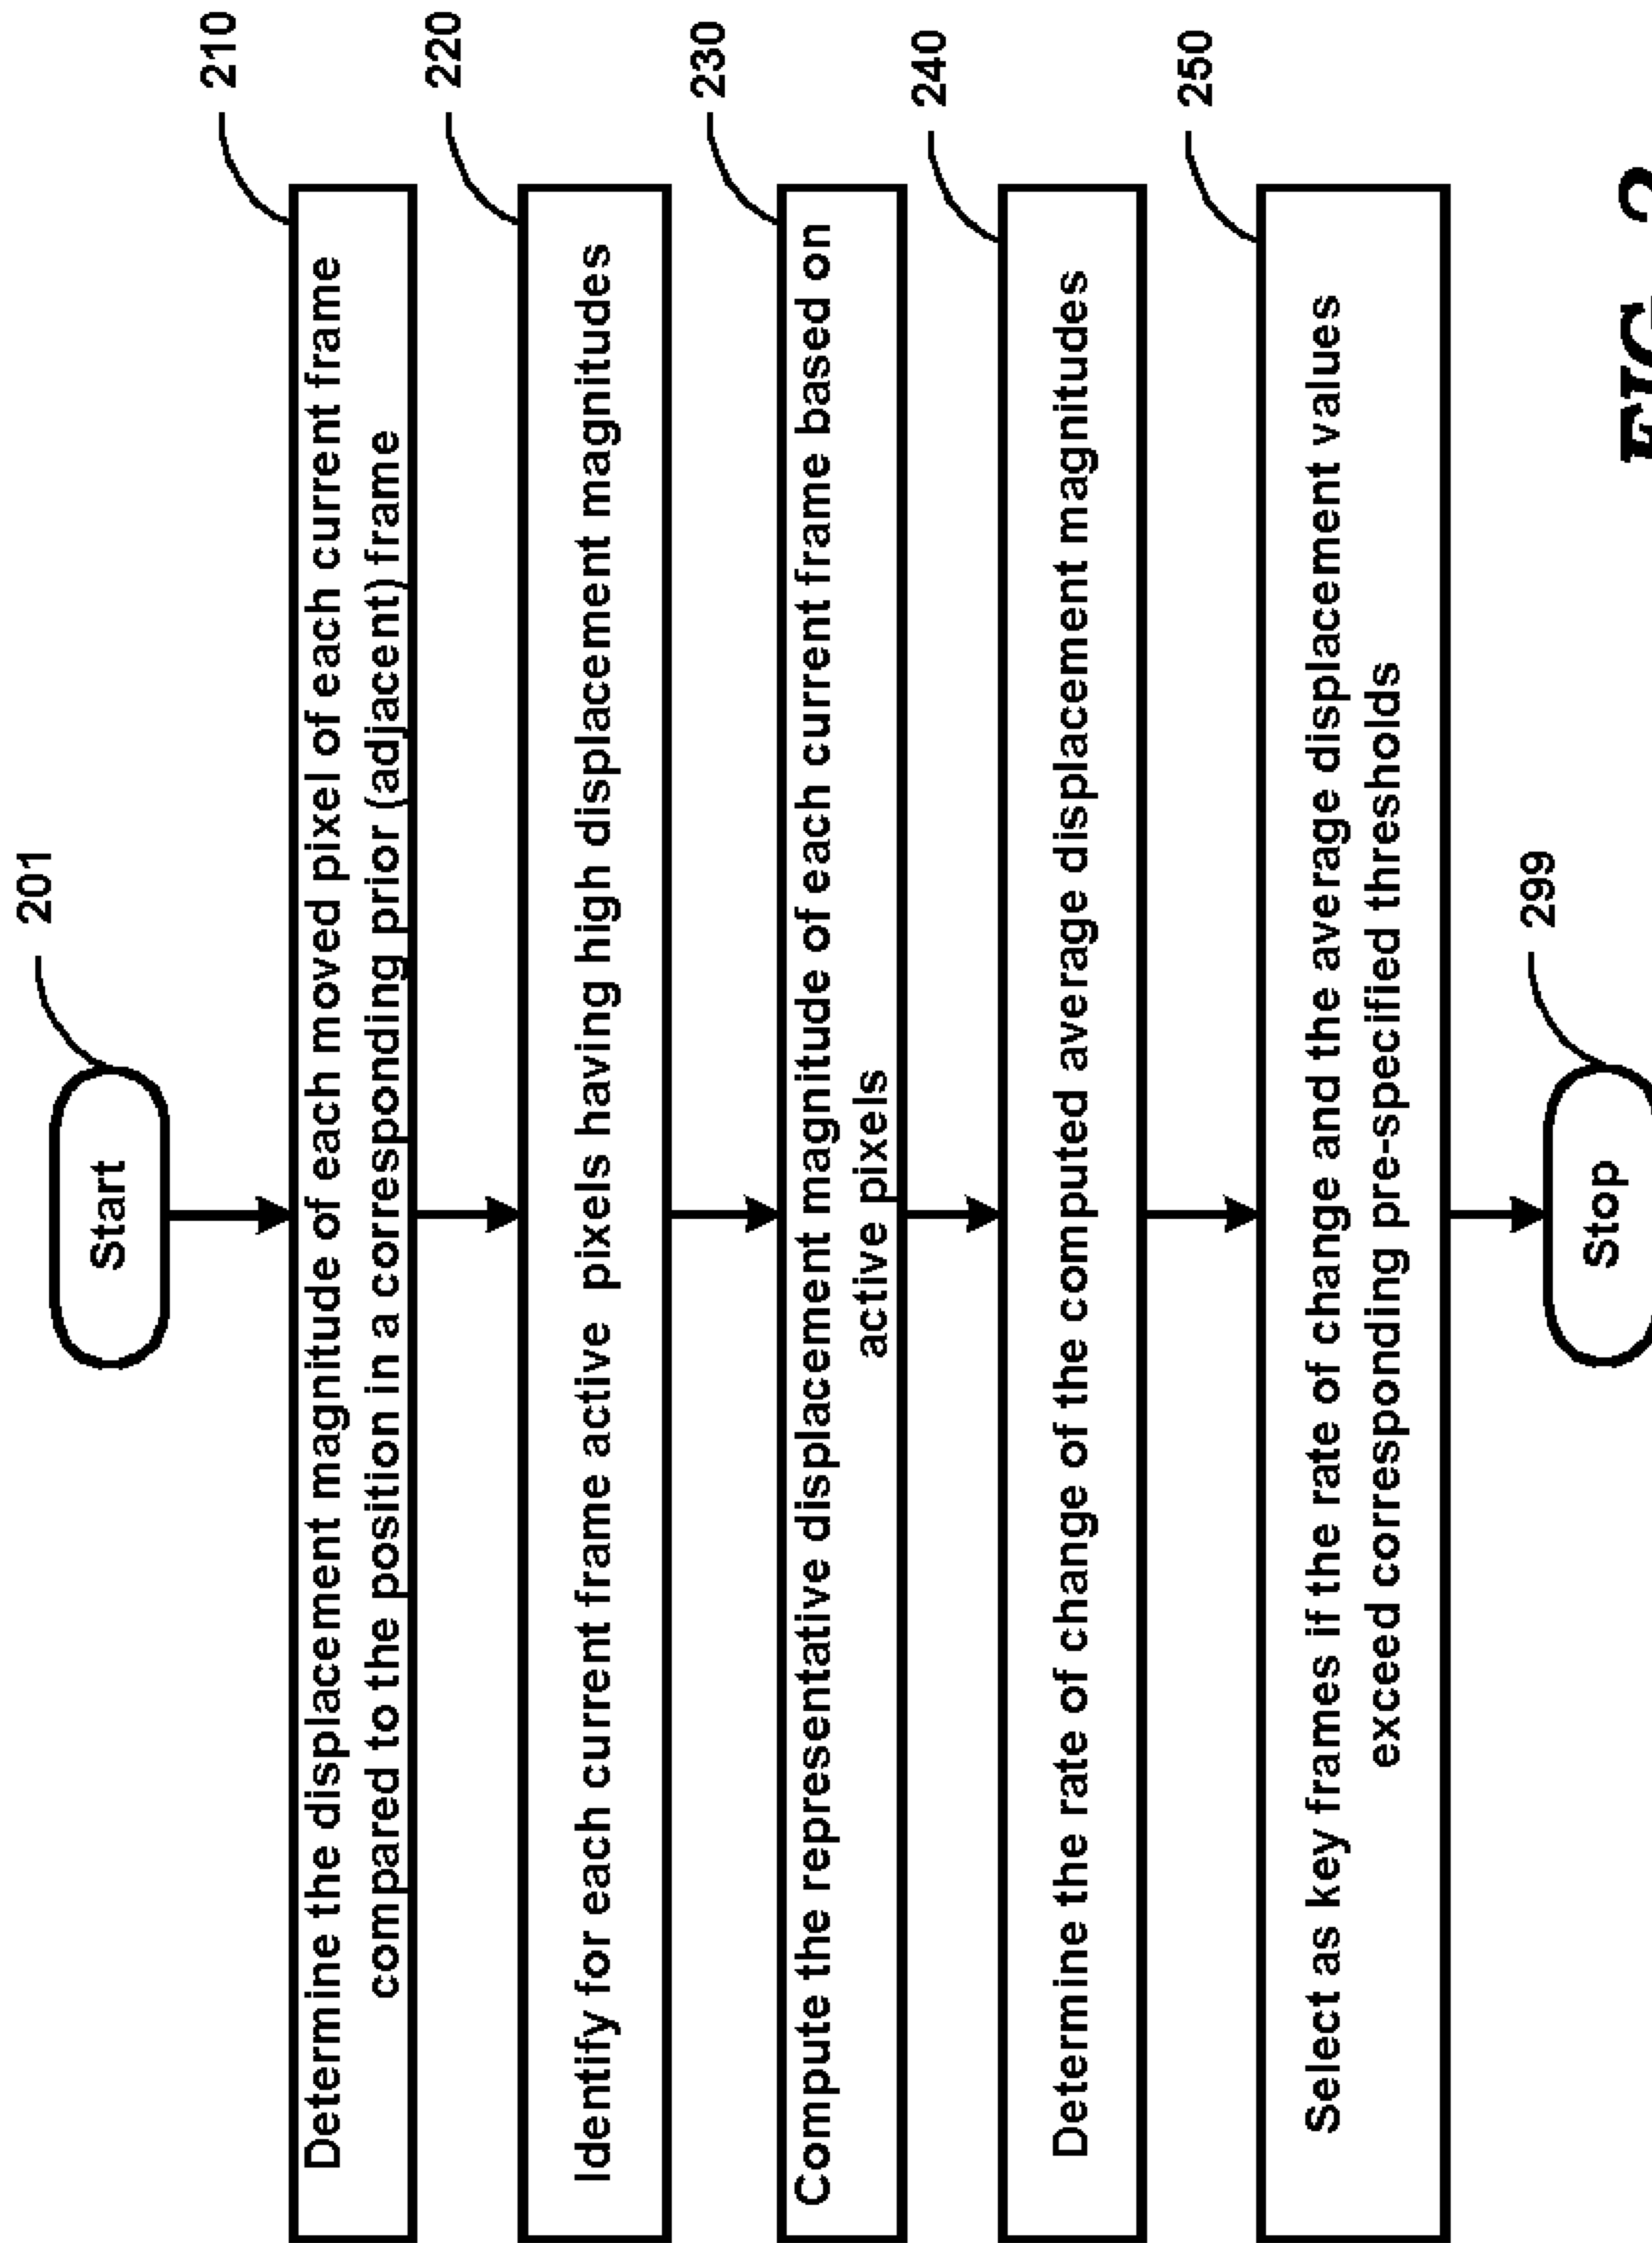 201
Start
210
Determine the displacement magnitude of each moved pixel of each current frame
compared to the position in a corresponding prior (adjacent) frame
220
Identify for each current frame active pixels having high displacement magnitudes
230
Compute the representative displacement magnitude of each current frame based on
active pixels
240
Determine the rate of change of the computed average displacement magnitudes
250
Select as key frames if the rate of change and the average displacement values
exceed corresponding pre-specified thresholds
299
Stop
FIG. 2